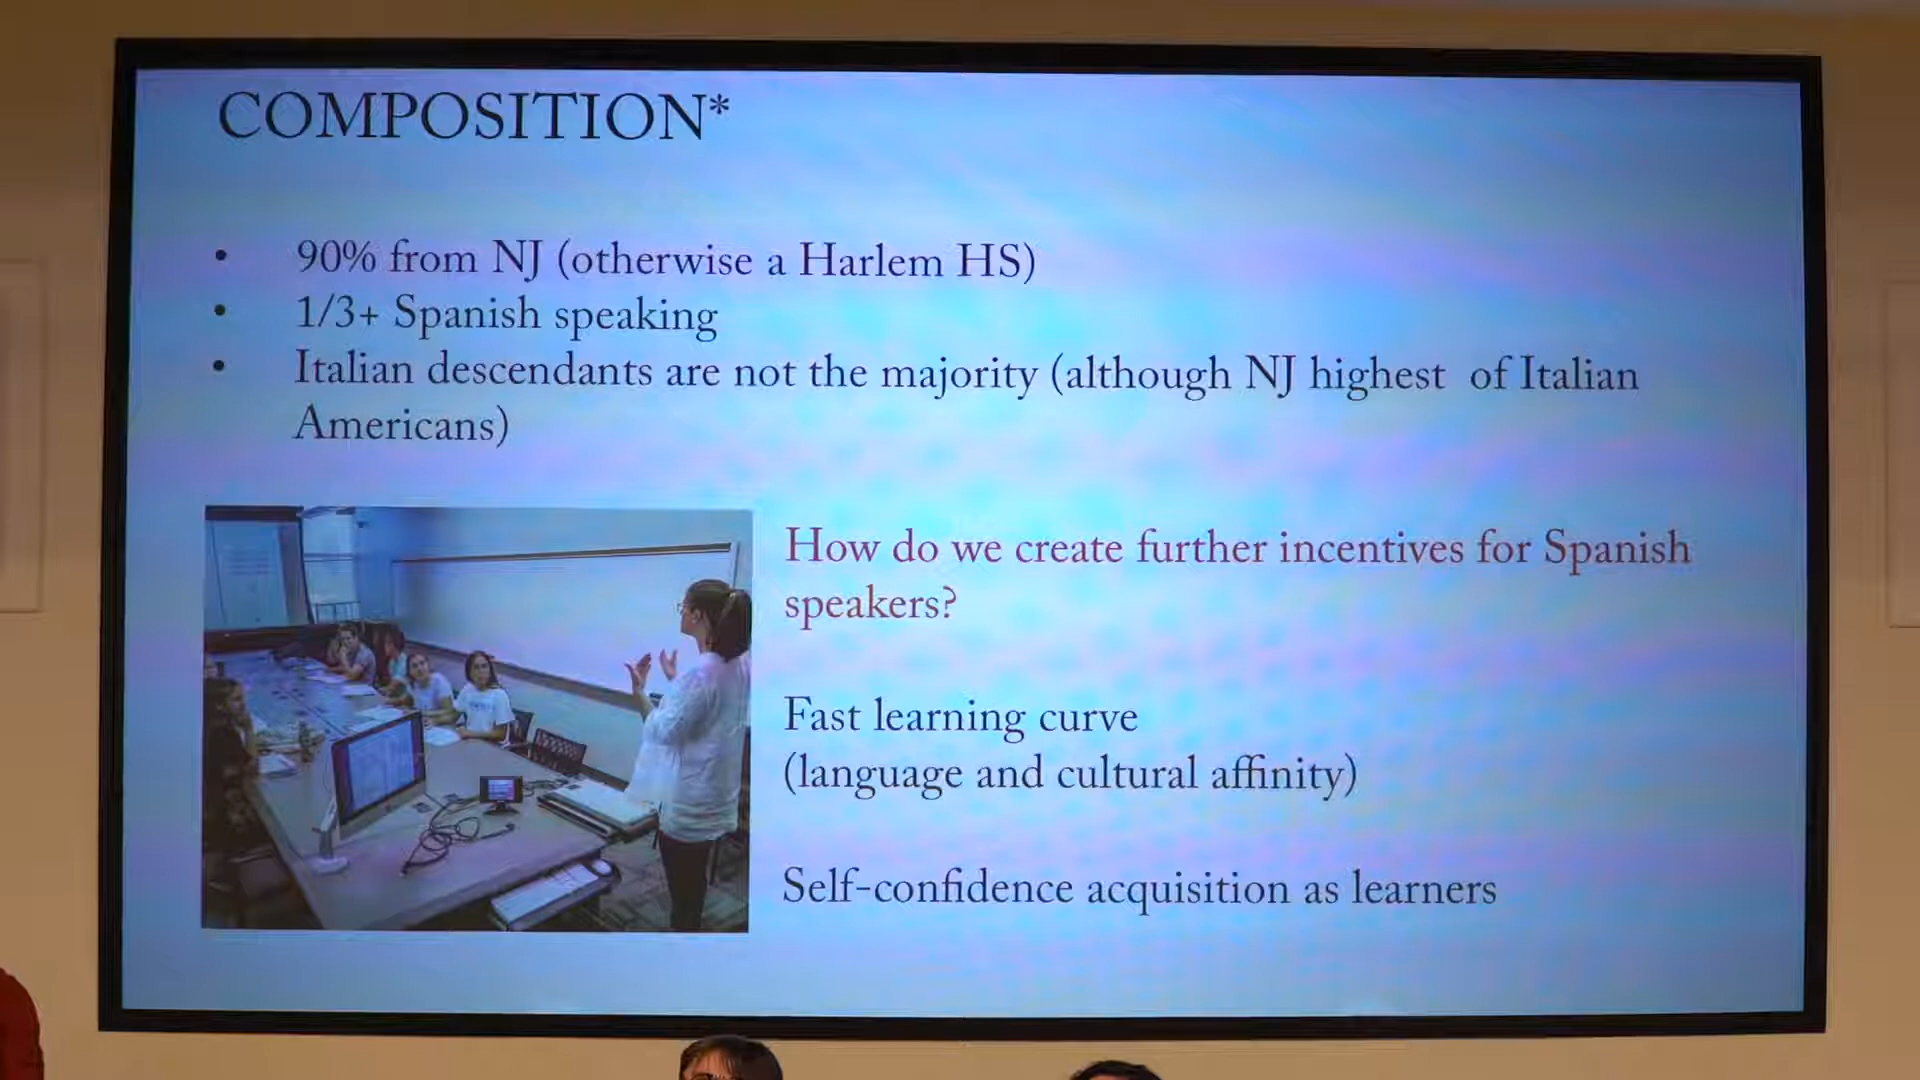 COMPOSITION*
• 90% from NJ (otherwise a Harlem HS)
• 1/3+ Spanish speaking
• Italian descendants are not the majority (although NJ highest of Italian
Americans)
How do we create further incentives for Spanish
speakers?
Fast learning curve
(language and cultural affinity)
Self-confidence acquisition as learners